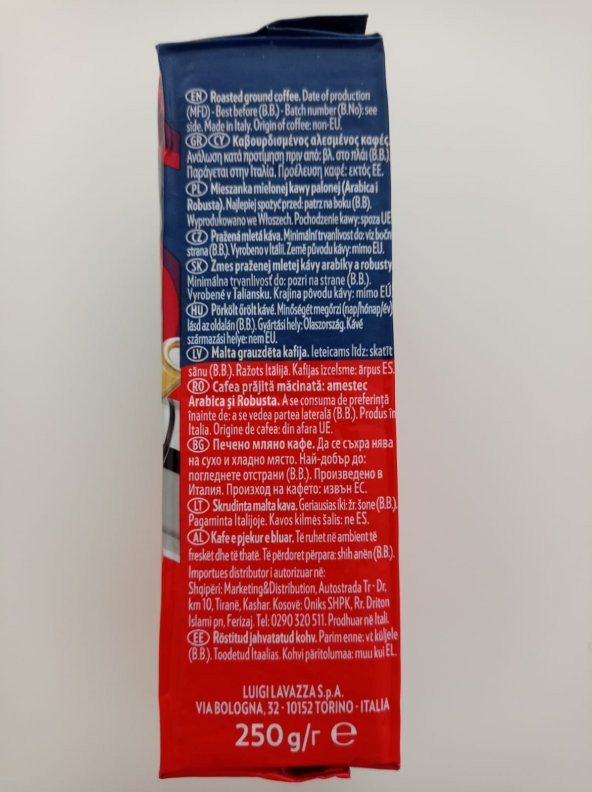 EN Roasted ground coffee. Date of production
(MFD) - Best before (B.B.) - Batch number (B.No): see
side. Made in Italy. Origin of coffee: non-EU.
GR CY Καβουρδισμένος αλεσμένος καφές.
Ανάλωση κατά προτίμηση πριν από: βλ. στο πλάι (B.B.)
Παράγεται στην Ιταλία. Προέλευση καφέ: εκτός ΕΕ.
PL Mieszanka mielonej kawy palonej (Arabica i
Robusta). Najlepiej spożyć przed: patrz na boku (B.B).
Wyprodukowano we Włoszech. Pochodzenie kawy: spoza UE
CZ Pražená mletá káva. Minimální trvanlivost do: viz boční
strana (B.B.). Vyrobeno v Itálii. Země původu kávy: mimo EU.
SK Zmes praženej mletej kávy arabiky a robusty
Minimálna trvanlivosť do: pozri na strane (B.B.).
Vyrobené v Taliansku. Krajina pôvodu kávy: mimo EÚ
HU Pörkölt őrölt kávé. Minőségét megőrzi (nap/hónap/év)
lásd az oldalán (B.B.). Gyártási hely: Olaszország. Kávé
származási helye: nem EU.
LV Malta grauzdēta kafija. Ieteicams līdz: skatīt
sānu (B.B.). Ražots Itālijā. Kafijas izcelsme: ārpus ES.
RO Cafea prăjită măcinată: amestec
Arabica și Robusta. A se consuma de preferință
înainte de: a se vedea partea laterală (B.B.). Produs în
Italia. Origine de cafea: din afara UE.
BG Печено мляно кафе. Да се съхранява
на сухо и хладно място. Най-добър до:
погледнете отстрани (B.B.). Произведено в
Италия. Произход на кафето: извън ЕС.
LT Skrudinta malta kava. Geriausias iki: žr. šone (B.B.).
Pagaminta Italijoje. Kavos kilmės šalis: ne ES.
AL Kafe e pjekur e bluar. Të ruhet në ambient të
freskët dhe të thatë. Të përdoret përpara: shih anën (B.B.).
Importues distributor i autorizuar në:
Shqipëri: Marketing&Distribution, Autostrada Tr - Dr,
km 10, Tiranë, Kashar. Kosovë: Oniks SHPK, Rr. Driton
Islami pn, Ferizaj. Tel: 0290 320 511. Prodhuar në Itali.
EE Röstitud jahvatatud kohv. Parim enne: vt küljele
(B.B.). Toodetud Itaalias. Kohvi päritolumaa: muu kui EL.
LUIGI LAVAZZA S.p.A.
VIA BOLOGNA, 32 - 10152 TORINO - ITALIA
250 g/г ℮